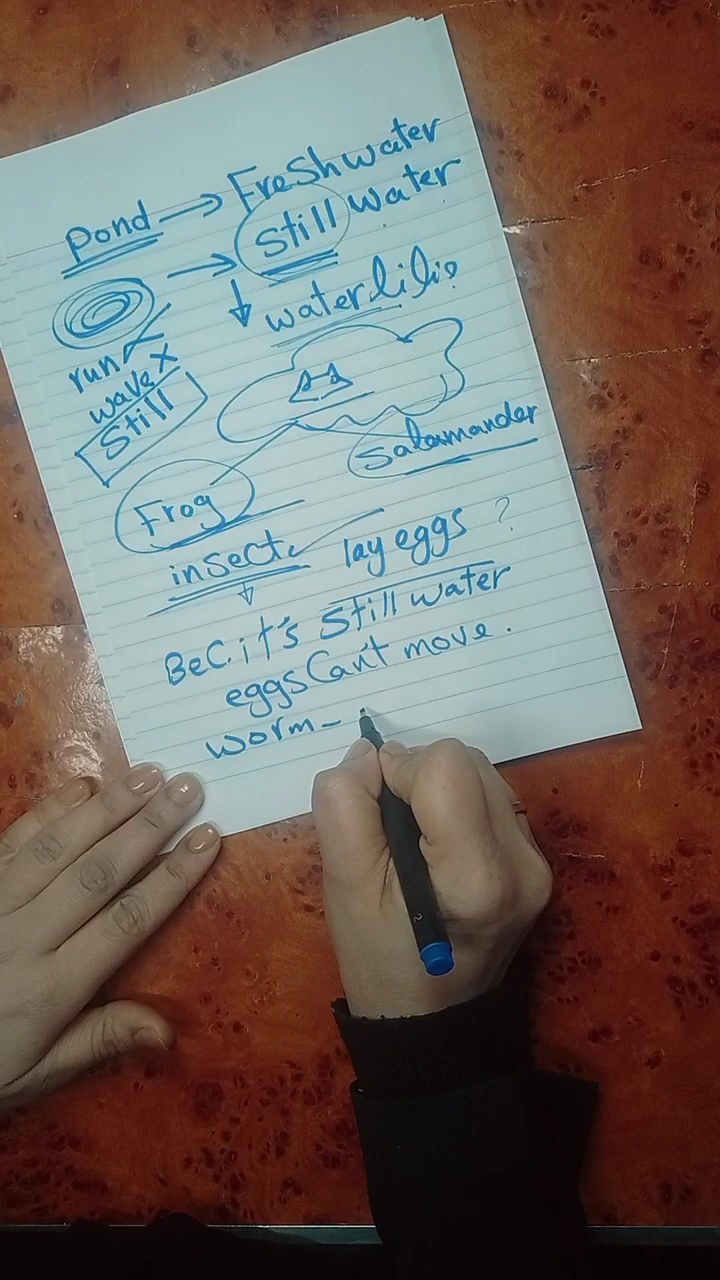 Pond → Freshwater
→ Still water
↓ waterlili?
run X
wave X
Still
Salamander
Frog
insect. ✓ lay eggs ?
↓
BeC. it's Still water
eggs Can't move.
worm -